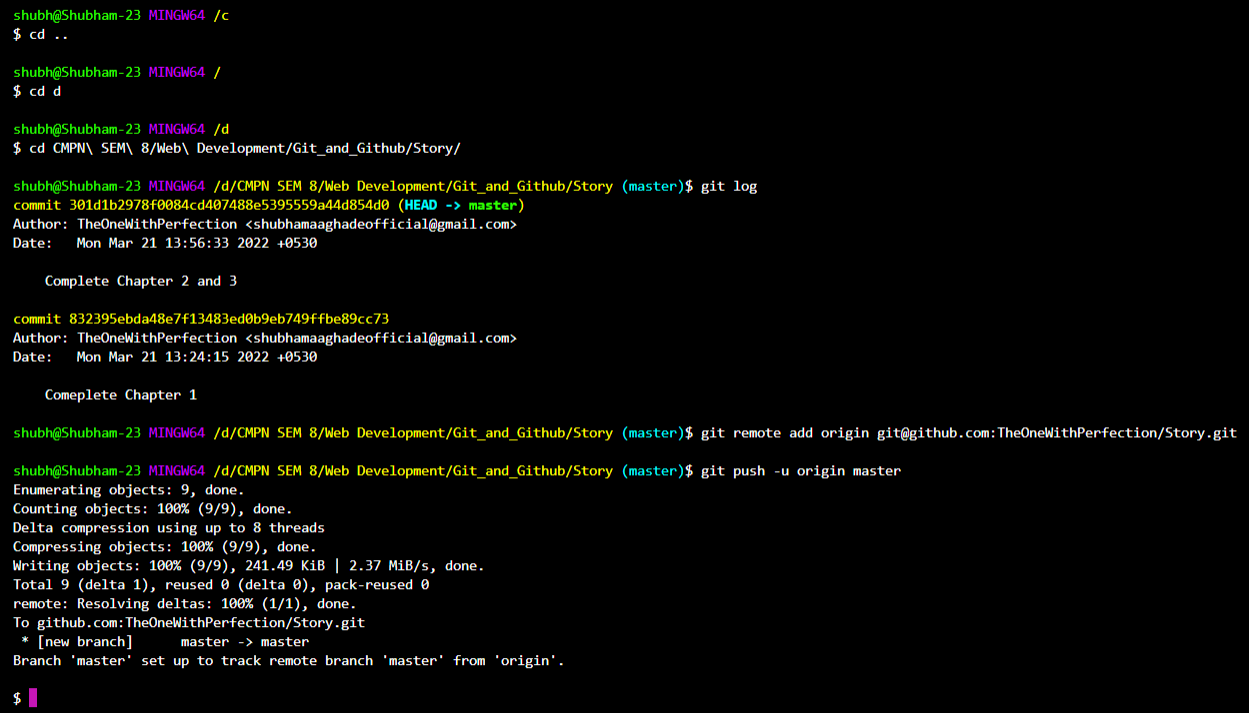 shubh@Shubham-23 MINGW64 /c
$ cd ..
shubh@Shubham-23 MINGW64 /
$ cd d
shubh@Shubham-23 MINGW64 /d
$ cd CMPN\ SEM\ 8/Web\ Development/Git_and_Github/Story/
shubh@Shubham-23 MINGW64 /d/CMPN SEM 8/Web Development/Git_and_Github/Story (master)$ git log
commit 301d1b2978f0084cd407488e5395559a44d854d0 (HEAD -> master)
Author: TheOneWithPerfection <shubhamaaghadeofficial@gmail.com>
Date:   Mon Mar 21 13:56:33 2022 +0530
    Complete Chapter 2 and 3
commit 832395ebda48e7f13483ed0b9eb749ffbe89cc73
Author: TheOneWithPerfection <shubhamaaghadeofficial@gmail.com>
Date:   Mon Mar 21 13:24:15 2022 +0530
    Comeplete Chapter 1
shubh@Shubham-23 MINGW64 /d/CMPN SEM 8/Web Development/Git_and_Github/Story (master)$ git remote add origin git@github.com:TheOneWithPerfection/Story.git
shubh@Shubham-23 MINGW64 /d/CMPN SEM 8/Web Development/Git_and_Github/Story (master)$ git push -u origin master
Enumerating objects: 9, done.
Counting objects: 100% (9/9), done.
Delta compression using up to 8 threads
Compressing objects: 100% (9/9), done.
Writing objects: 100% (9/9), 241.49 KiB | 2.37 MiB/s, done.
Total 9 (delta 1), reused 0 (delta 0), pack-reused 0
remote: Resolving deltas: 100% (1/1), done.
To github.com:TheOneWithPerfection/Story.git
 * [new branch]      master -> master
Branch 'master' set up to track remote branch 'master' from 'origin'.
$